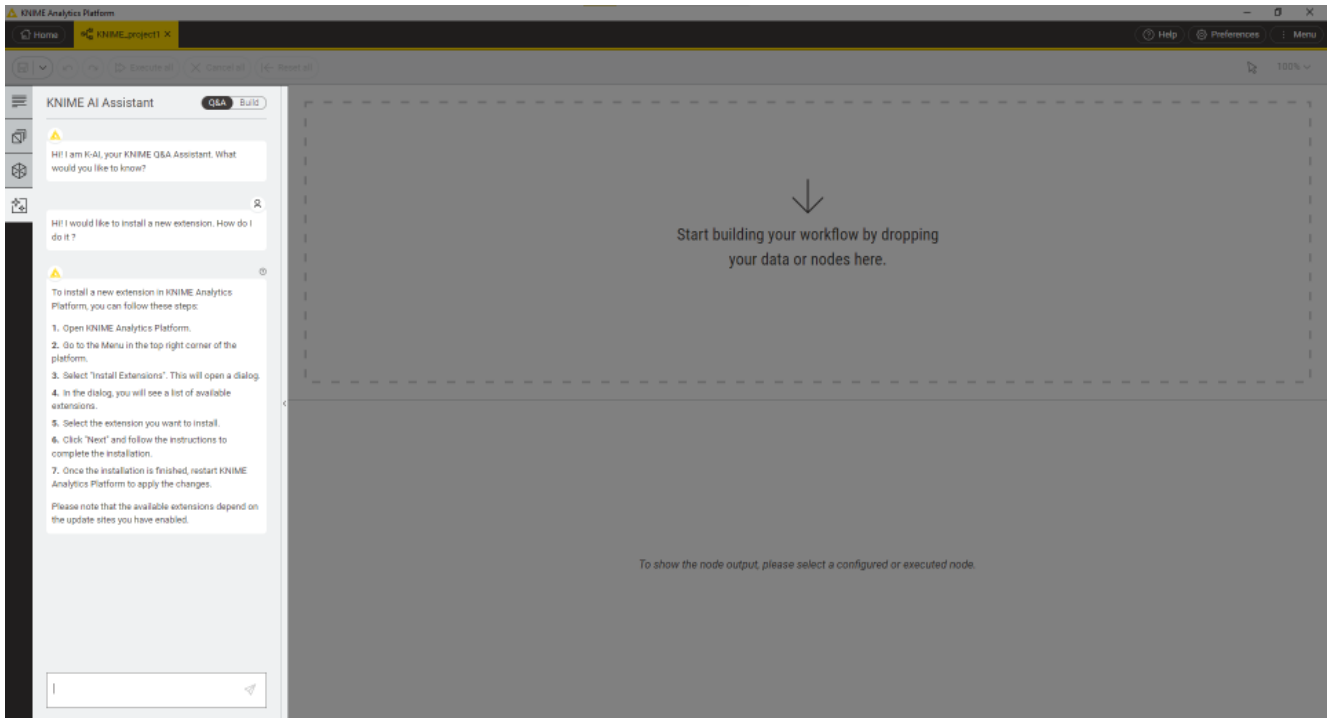 KNIME Analytics Platform
Home
KNIME_project1
Help
Preferences
Menu
Execute all
Cancel all
Reset all
100%
KNIME AI Assistant
Q&A
Build
Hi! I am K-AI, your KNIME Q&A Assistant. What
would you like to know?
Hi! I would like to install a new extension. How do I
do it ?
To install a new extension in KNIME Analytics
Platform, you can follow these steps:
1. Open KNIME Analytics Platform.
2. Go to the Menu in the top right corner of the
platform.
3. Select "Install Extensions". This will open a dialog.
4. In the dialog, you will see a list of available
extensions.
5. Select the extension you want to install.
6. Click "Next" and follow the instructions to
complete the installation.
7. Once the installation is finished, restart KNIME
Analytics Platform to apply the changes.
Please note that the available extensions depend on
the update sites you have enabled.
Start building your workflow by dropping
your data or nodes here.
To show the node output, please select a configured or executed node.